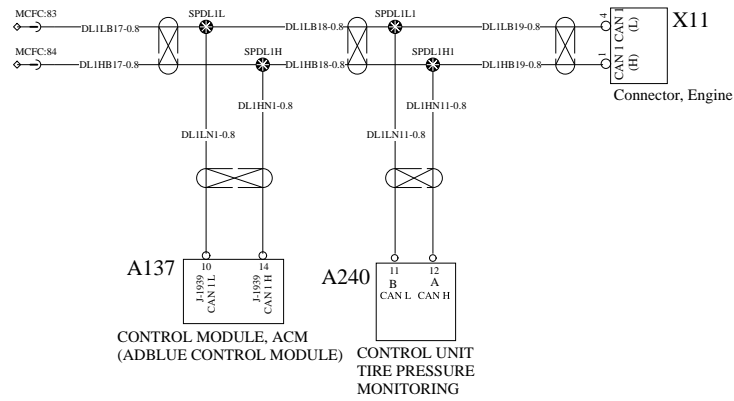 MCFC:83
DL1LB17-0.8
SPDL1L
DL1LB18-0.8
SPDL1L1
DL1LB19-0.8
4
CAN 1
(L)
X11
MCFC:84
DL1HB17-0.8
SPDL1H
DL1HB18-0.8
SPDL1H1
DL1HB19-0.8
1
CAN 1
(H)
Connector, Engine
DL1HN1-0.8
DL1HN11-0.8
DL1LN1-0.8
DL1LN11-0.8
A137
10
J-1939
CAN 1 L
14
J-1939
CAN 1 H
CONTROL MODULE, ACM
(ADBLUE CONTROL MODULE)
A240
11
B
CAN L
12
A
CAN H
CONTROL UNIT
TIRE PRESSURE
MONITORING